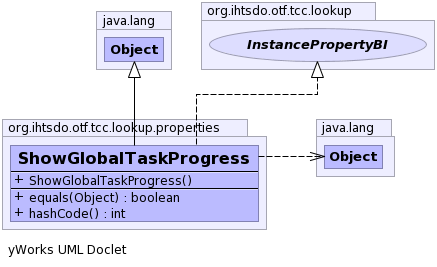 java.lang
Object
org.ihtsdo.otf.tcc.lookup
InstancePropertyBI
org.ihtsdo.otf.tcc.lookup.properties
ShowGlobalTaskProgress
+ ShowGlobalTaskProgress()
+ equals(Object) : boolean
+ hashCode() : int
java.lang
Object
yWorks UML Doclet